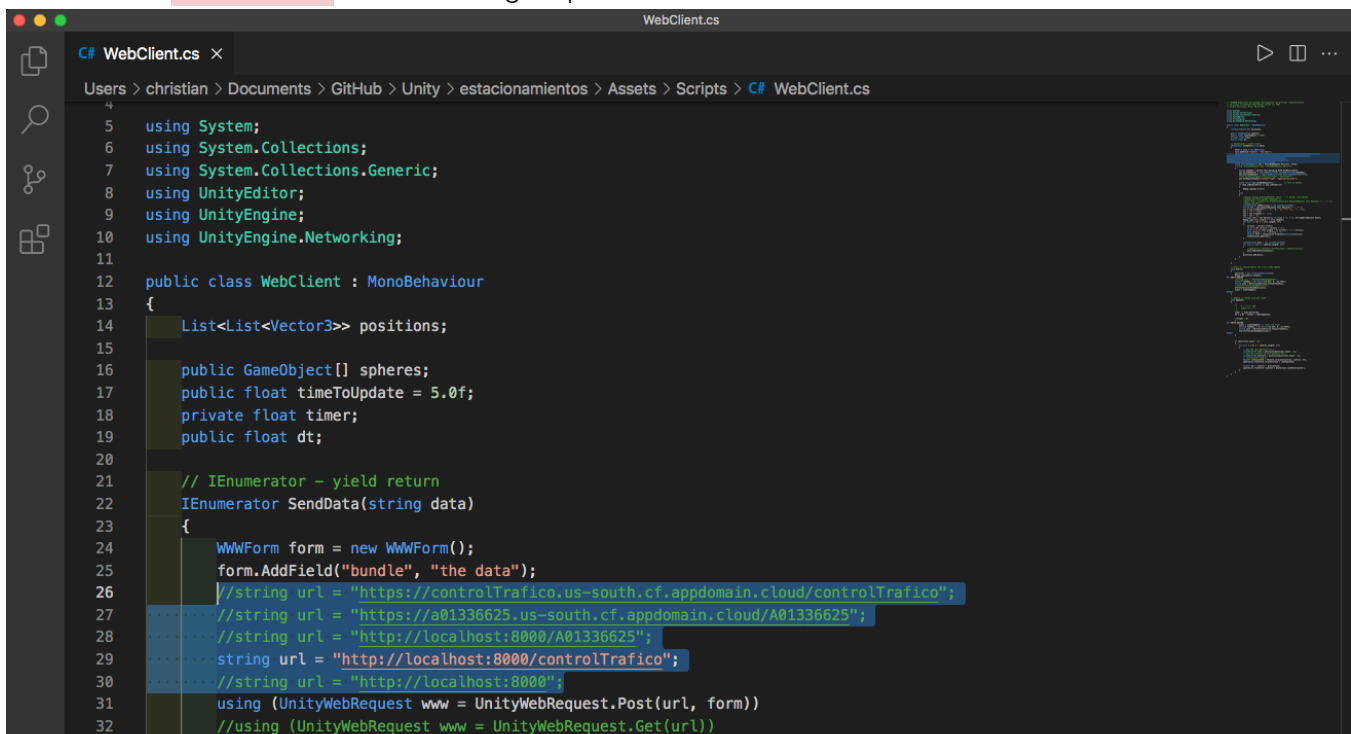 WebClient.cs
C# WebClient.cs ×
Users > christian > Documents > GitHub > Unity > estacionamientos > Assets > Scripts > C# WebClient.cs
4
5 using System;
6 using System.Collections;
7 using System.Collections.Generic;
8 using UnityEditor;
9 using UnityEngine;
10 using UnityEngine.Networking;
11
12 public class WebClient : MonoBehaviour
13 {
14 List<List<Vector3>> positions;
15
16 public GameObject[] spheres;
17 public float timeToUpdate = 5.0f;
18 private float timer;
19 public float dt;
20
21 // IEnumerator – yield return
22 IEnumerator SendData(string data)
23 {
24 WWWForm form = new WWWForm();
25 form.AddField("bundle", "the data");
26 //string url = "https://controlTrafico.us-south.cf.appdomain.cloud/controlTrafico";
27 //string url = "https://a01336625.us-south.cf.appdomain.cloud/A01336625";
28 //string url = "http://localhost:8000/A01336625";
29 string url = "http://localhost:8000/controlTrafico";
30 //string url = "http://localhost:8000";
31 using (UnityWebRequest www = UnityWebRequest.Post(url, form))
32 //using (UnityWebRequest www = UnityWebRequest.Get(url))